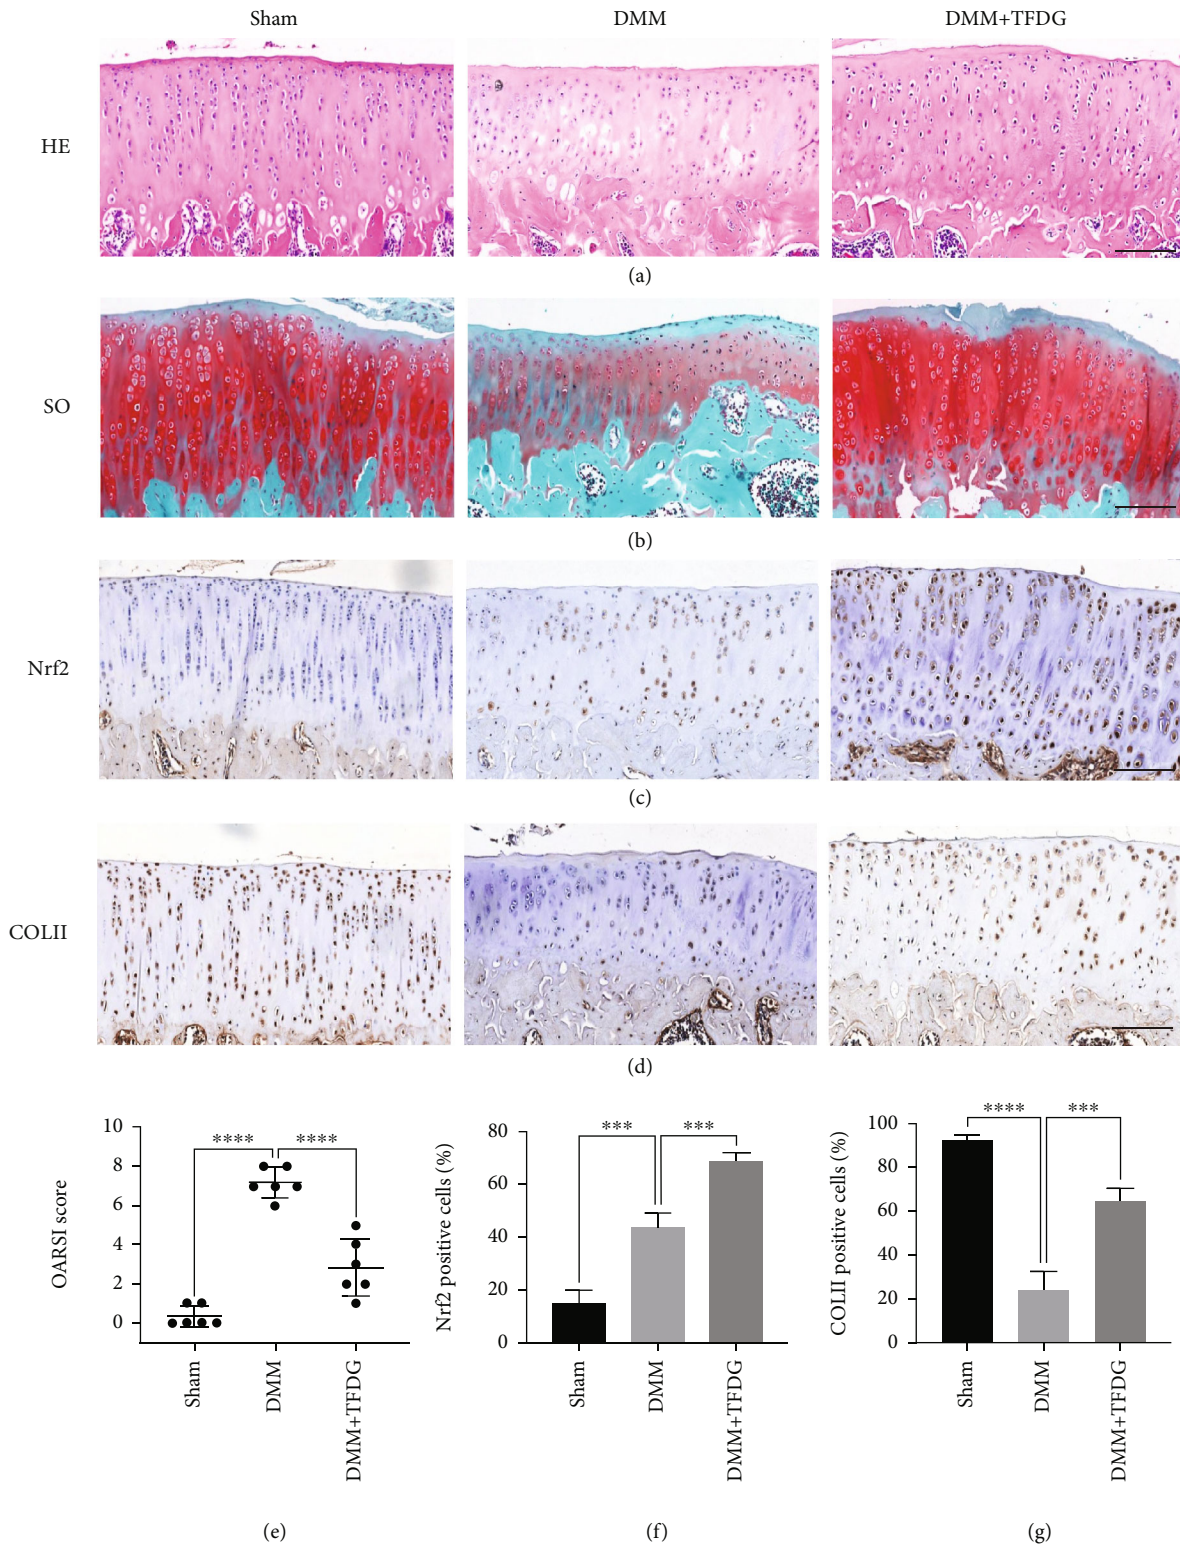 Sham DMM DMM+TFDG
HE
(a)
SO
(b)
Nrf2
(c)
COLII
(d)
OARSI score
10
8
6
4
2
0
**** ****
Sham
DMM
DMM+TFDG
(e)
Nrf2 positive cells (%)
80
60
40
20
0
*** ***
Sham
DMM
DMM+TFDG
(f)
COLII positive cells (%)
100
80
60
40
20
0
**** ***
Sham
DMM
DMM+TFDG
(g)